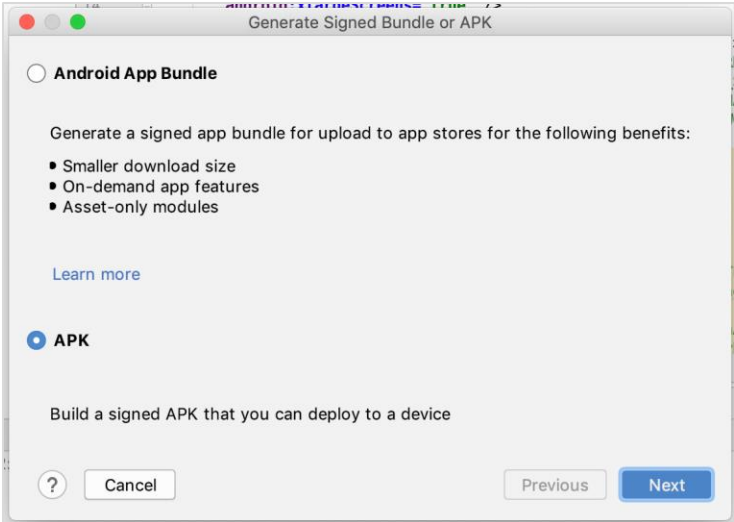 Generate Signed Bundle or APK
Android App Bundle
Generate a signed app bundle for upload to app stores for the following benefits:
• Smaller download size
• On-demand app features
• Asset-only modules
Learn more
APK
Build a signed APK that you can deploy to a device
? Cancel Previous Next